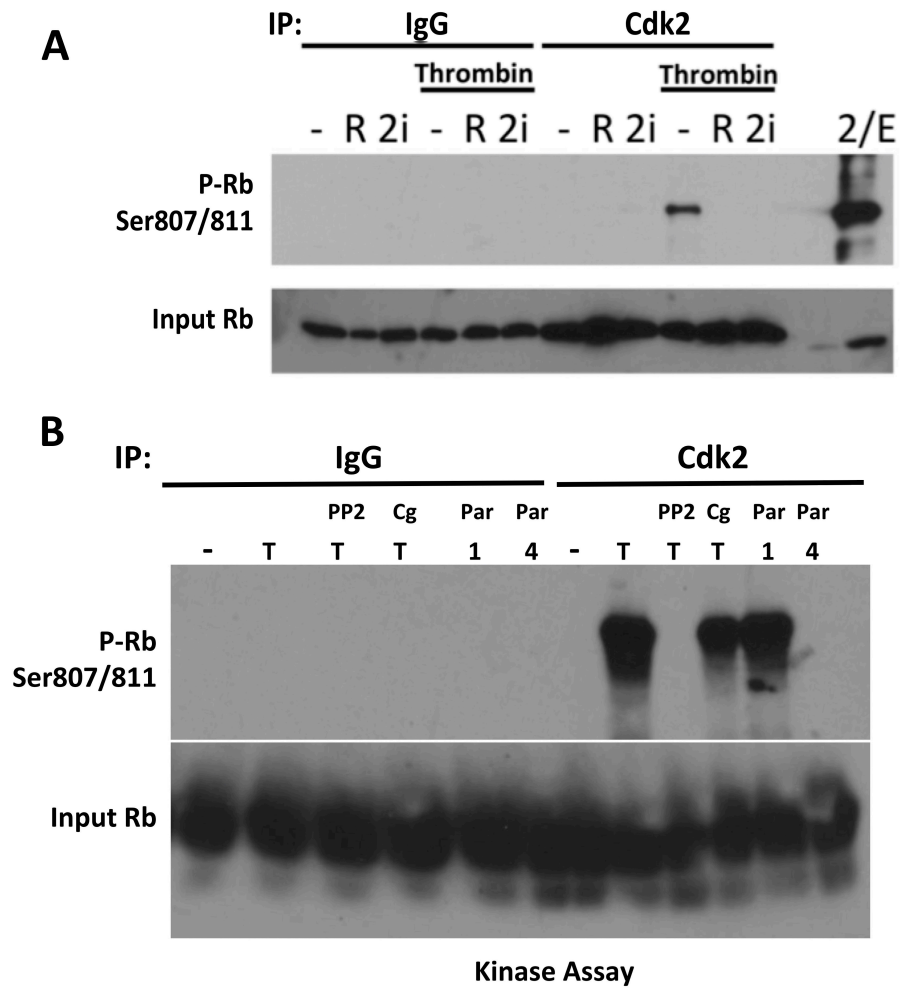 A
IP: IgG Cdk2
Thrombin Thrombin
- R 2i - R 2i - R 2i - R 2i 2/E
P-Rb
Ser807/811
Input Rb
B
IP: IgG Cdk2
PP2 Cg Par Par PP2 Cg Par Par
- T T T 1 4 - T T T 1 4
P-Rb
Ser807/811
Input Rb
Kinase Assay